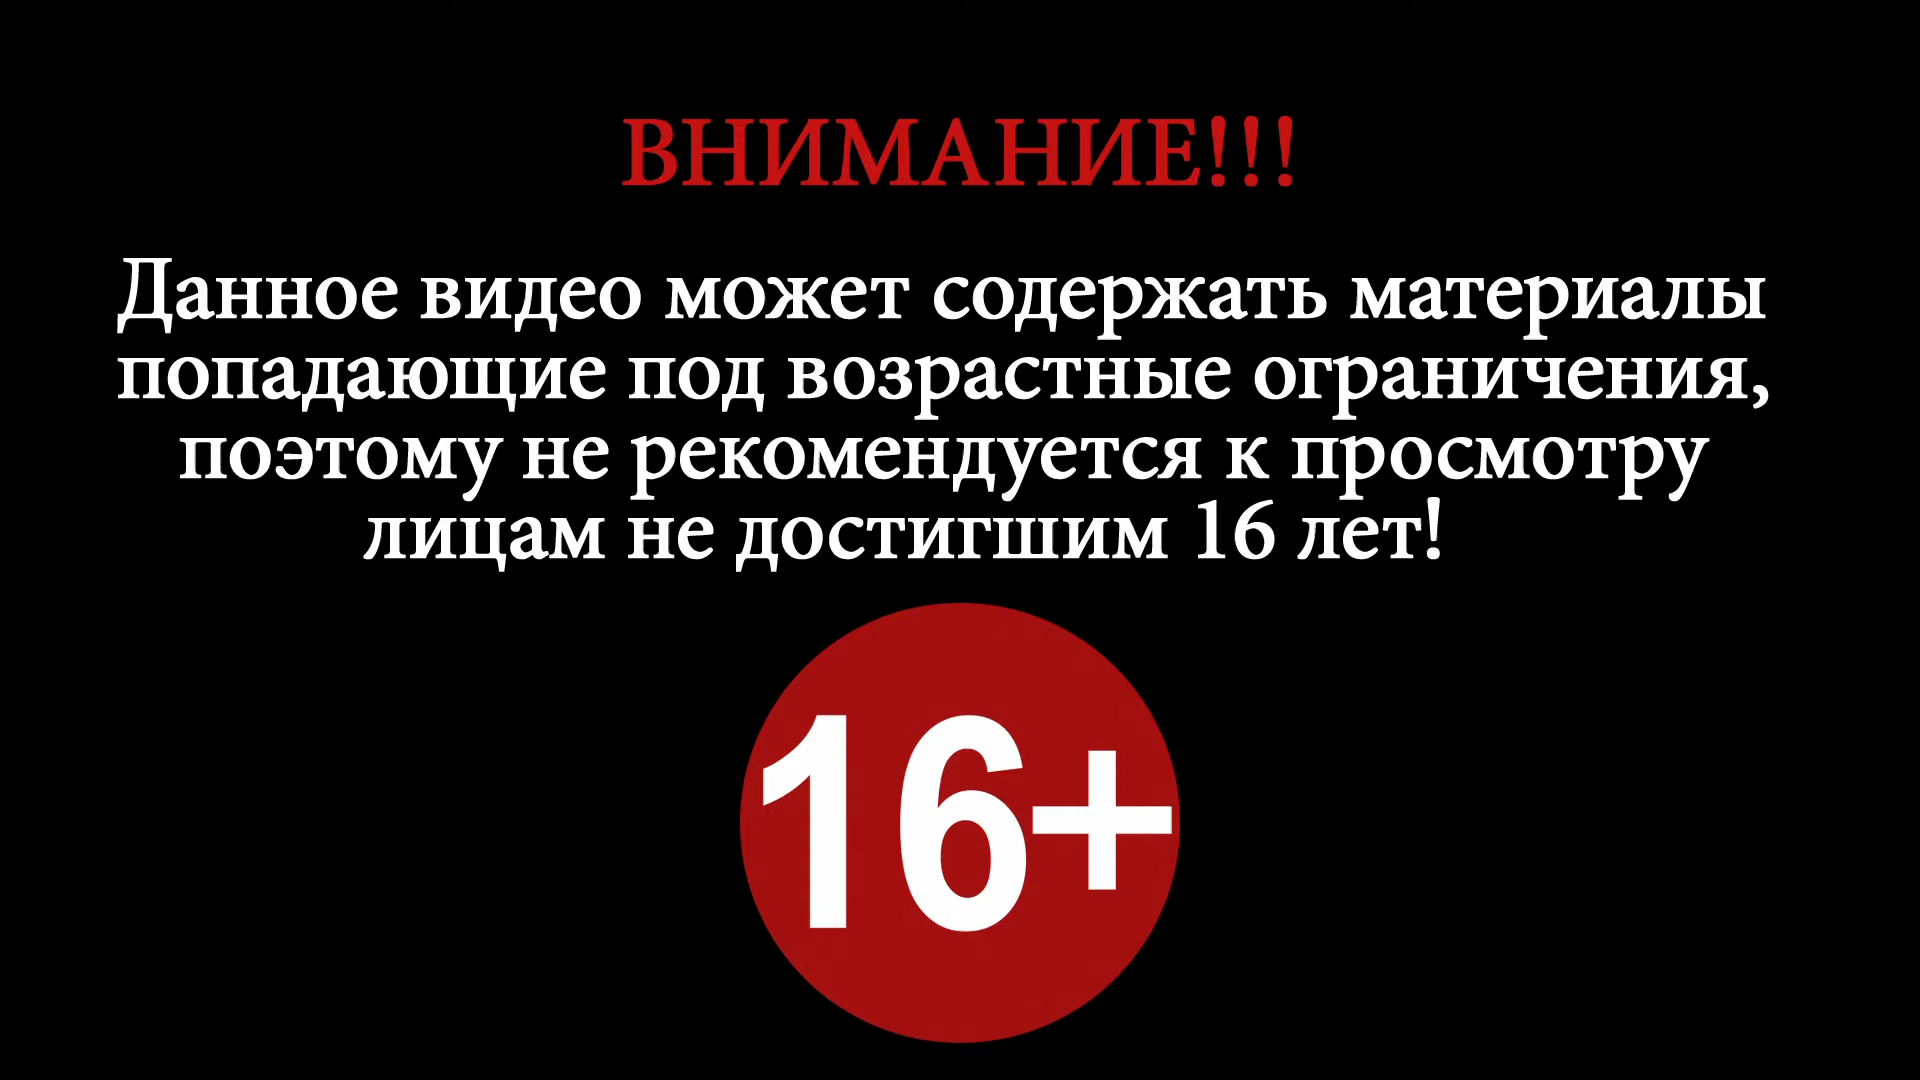 ВНИМАНИЕ!!!
Данное видео может содержать материалы
попадающие под возрастные ограничения,
поэтому не рекомендуется к просмотру
лицам не достигшим 16 лет!
16+